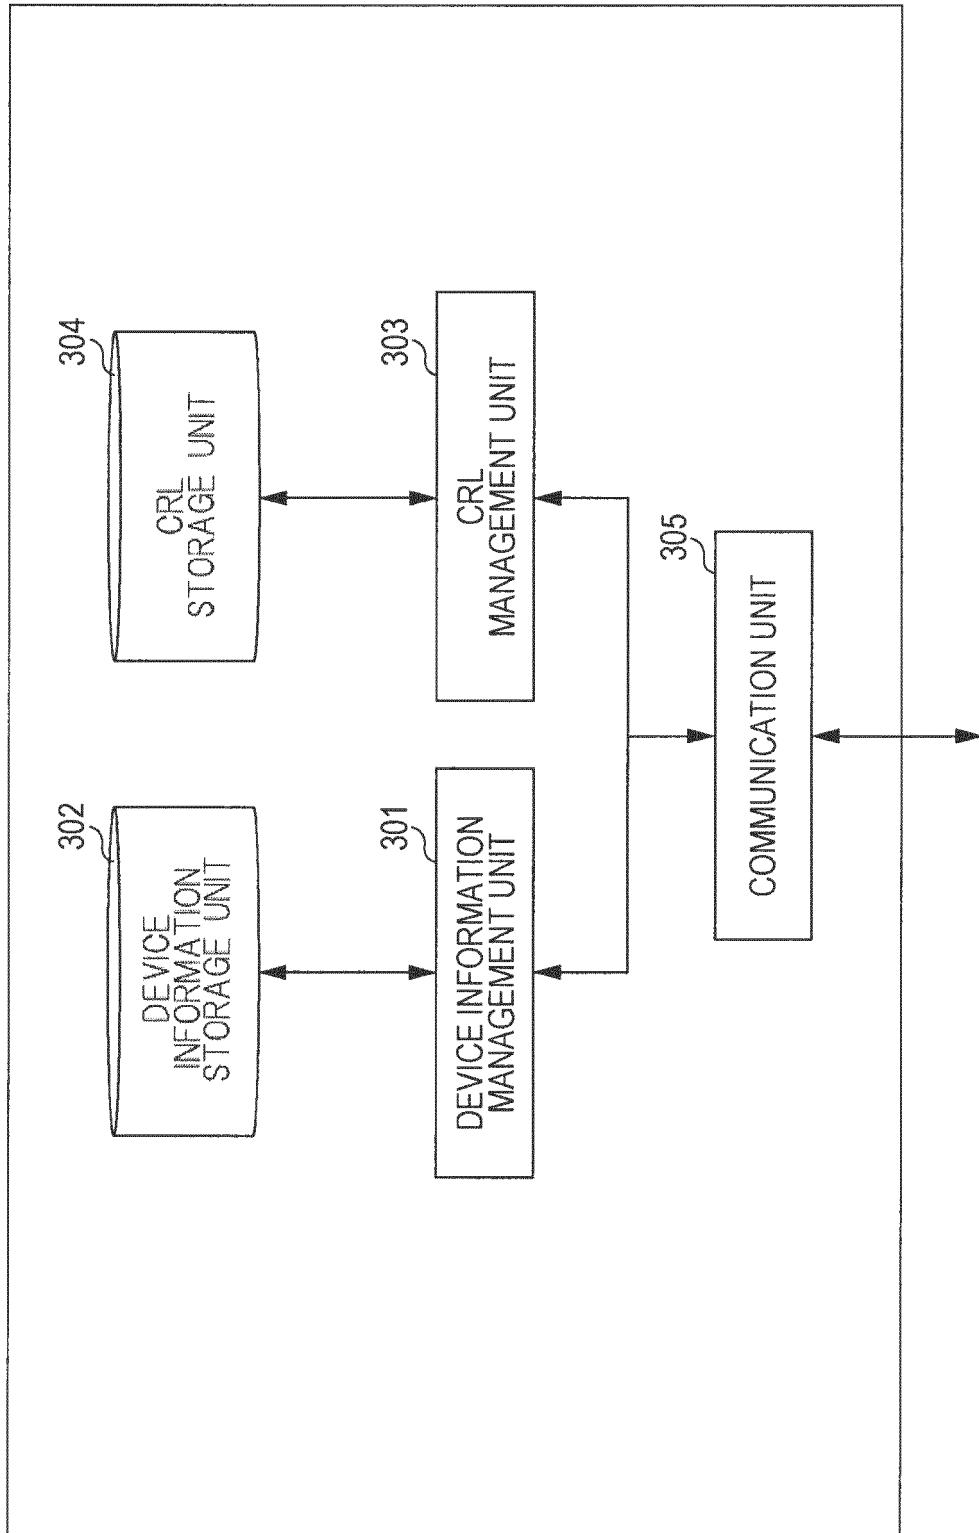 302
DEVICE
INFORMATION
STORAGE UNIT
304
CRL
STORAGE UNIT
301
DEVICE INFORMATION
MANAGEMENT UNIT
303
CRL
MANAGEMENT UNIT
305
COMMUNICATION UNIT